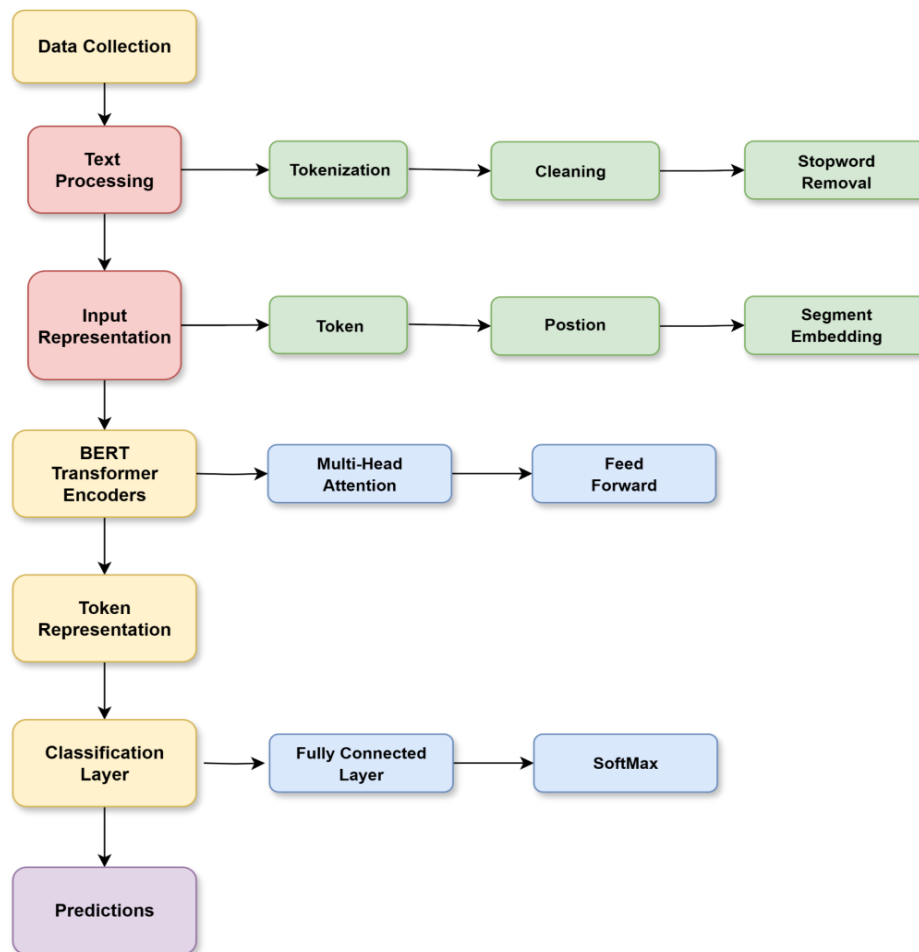 Data Collection
Text
Processing
Tokenization
Cleaning
Stopword
Removal
Input
Representation
Token
Postion
Segment
Embedding
BERT
Transformer
Encoders
Multi-Head
Attention
Feed
Forward
Token
Representation
Classification
Layer
Fully Connected
Layer
SoftMax
Predictions